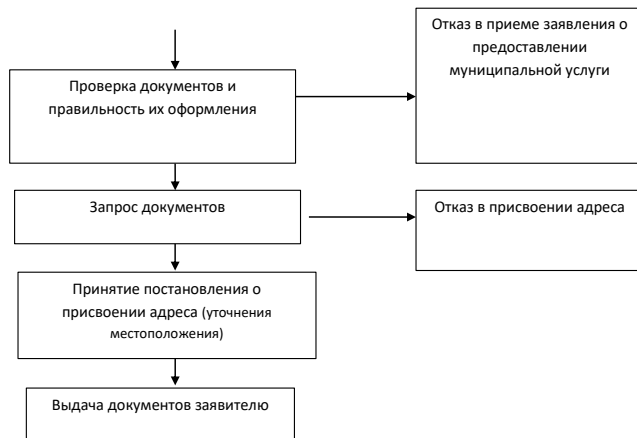 Отказ в приеме заявления о
предоставлении
муниципальной услуги
Проверка документов и
правильность их оформления
Запрос документов
Отказ в присвоении адреса
Принятие постановления о
присвоении адреса (уточнения
местоположения)
Выдача документов заявителю